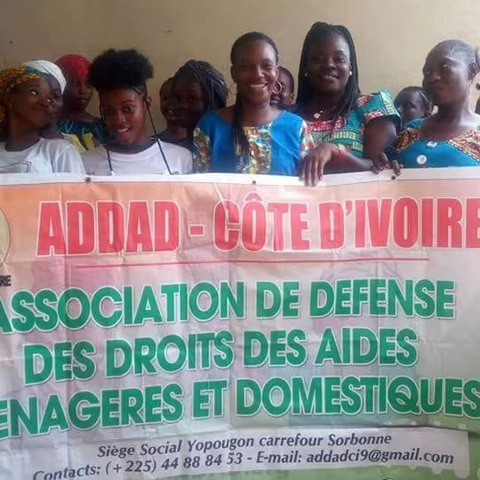 ADDAD - CÔTE D'IVOIRE
ASSOCIATION DE DEFENSE
DES DROITS DES AIDES
MENAGERES ET DOMESTIQUES
Siège Social Yopougon carrefour Sorbonne
Contacts: (+225) 44 88 84 53 - E-mail: addadci9@gmail.com